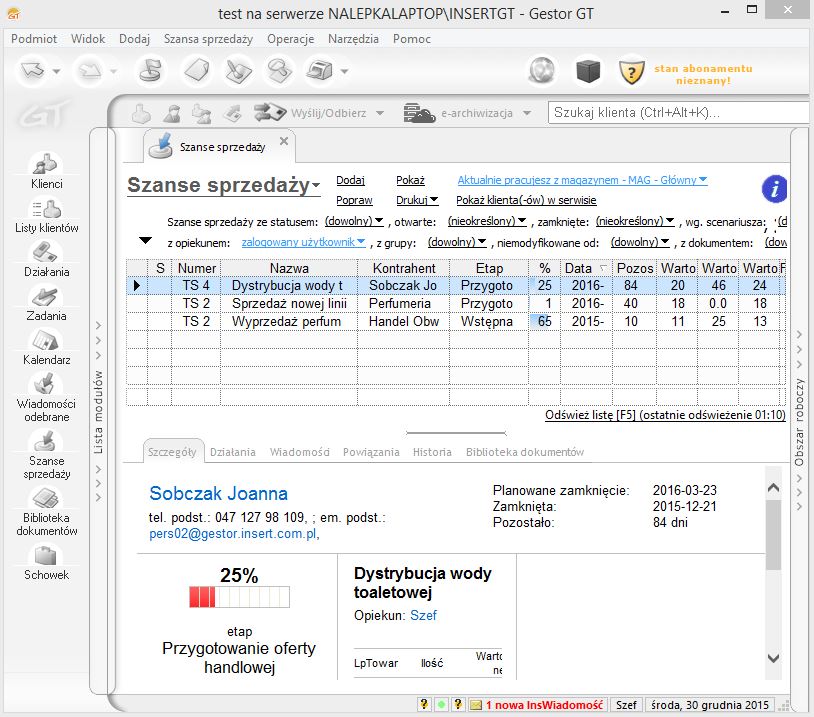 test na serwerze NALEPKALAPTOP\INSERTGT - Gestor GT
Podmiot Widok Dodaj Szansa sprzedaży Operacje Narzędzia Pomoc
stan abonamentu
nieznany!
GT
Wyślij/Odbierz e-archiwizacja Szukaj klienta (Ctrl+Alt+K)...
Szanse sprzedaży
Klienci
Listy klientów
Działania
Zadania
Kalendarz
Wiadomości
odebrane
Szanse
sprzedaży
Biblioteka
dokumentów
Schowek
Lista modułów
Szanse sprzedaży
Dodaj Pokaż Aktualnie pracujesz z magazynem - MAG - Główny
Popraw Drukuj Pokaż klienta(-ów) w serwisie
Szanse sprzedaży ze statusem: (dowolny) , otwarte: (nieokreślony) , zamknięte: (nieokreślony) , wg. scenariusza: (d
z opiekunem: zalogowany użytkownik , z grupy: (dowolny) , niemodyfikowane od: (dowolny) , z dokumentem: (dow
S Numer Nazwa Kontrahent Etap % Data Pozos Warto Warto Warto F
TS 4 Dystrybucja wody t Sobczak Jo Przygoto 25 2016- 84 20 46 24
TS 2 Sprzedaż nowej linii Perfumeria Przygoto 1 2016- 40 18 0.0 18
TS 2 Wyprzedaż perfum Handel Obw Wstępna 65 2015- 10 11 25 13
Odśwież listę [F5] (ostatnie odświeżenie 01:10)
Obszar roboczy
Szczegóły Działania Wiadomości Powiązania Historia Biblioteka dokumentów
Sobczak Joanna
tel. podst.: 047 127 98 109, ; em. podst.:
pers02@gestor.insert.com.pl,
Planowane zamknięcie: 2016-03-23
Zamknięta: 2015-12-21
Pozostało: 84 dni
25%
etap
Przygotowanie oferty
handlowej
Dystrybucja wody
toaletowej
Opiekun: Szef
LpTowar Ilość Warto
ne
1 nowa InsWiadomość Szef środa, 30 grudnia 2015